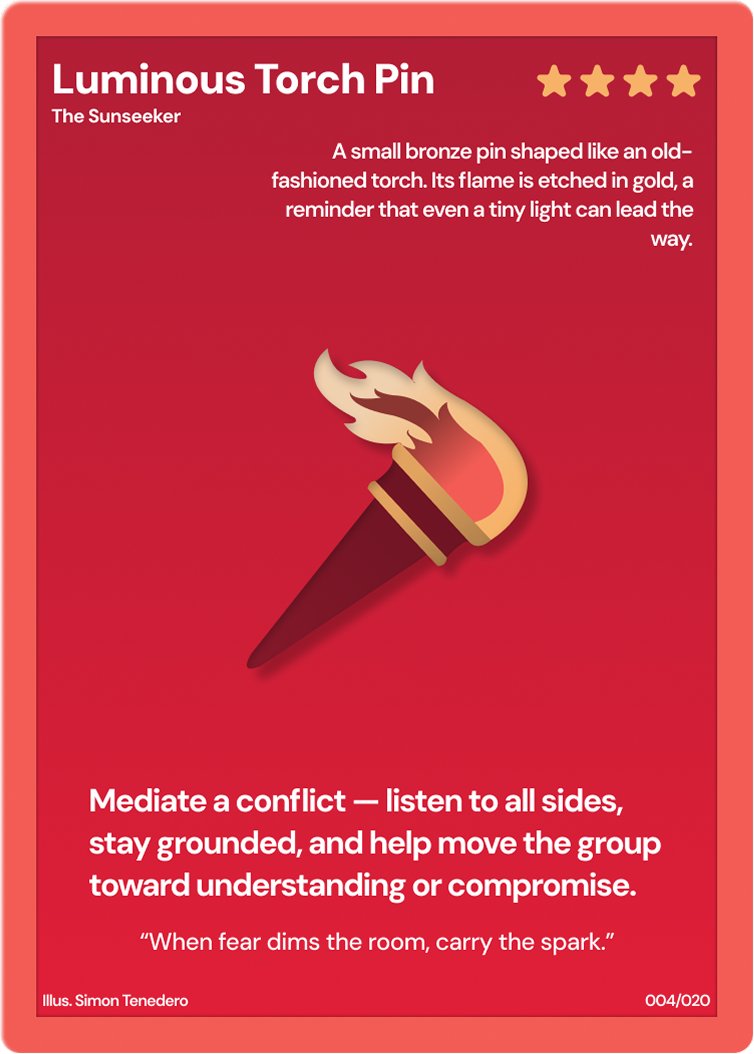 Luminous Torch Pin
The Sunseeker
A small bronze pin shaped like an old-
fashioned torch. Its flame is etched in gold, a
reminder that even a tiny light can lead the
way.
Mediate a conflict — listen to all sides,
stay grounded, and help move the group
toward understanding or compromise.
“When fear dims the room, carry the spark.”
Illus. Simon Tenedero
004/020